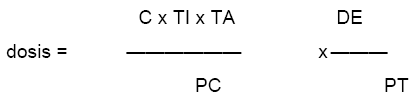 C x TI x TA DE
dosis = x
PC PT